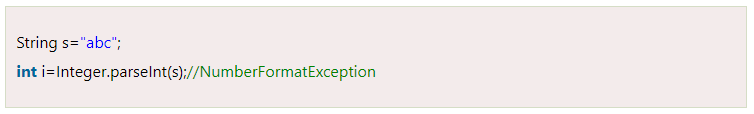 String s="abc";
int i=Integer.parseInt(s);//NumberFormatException